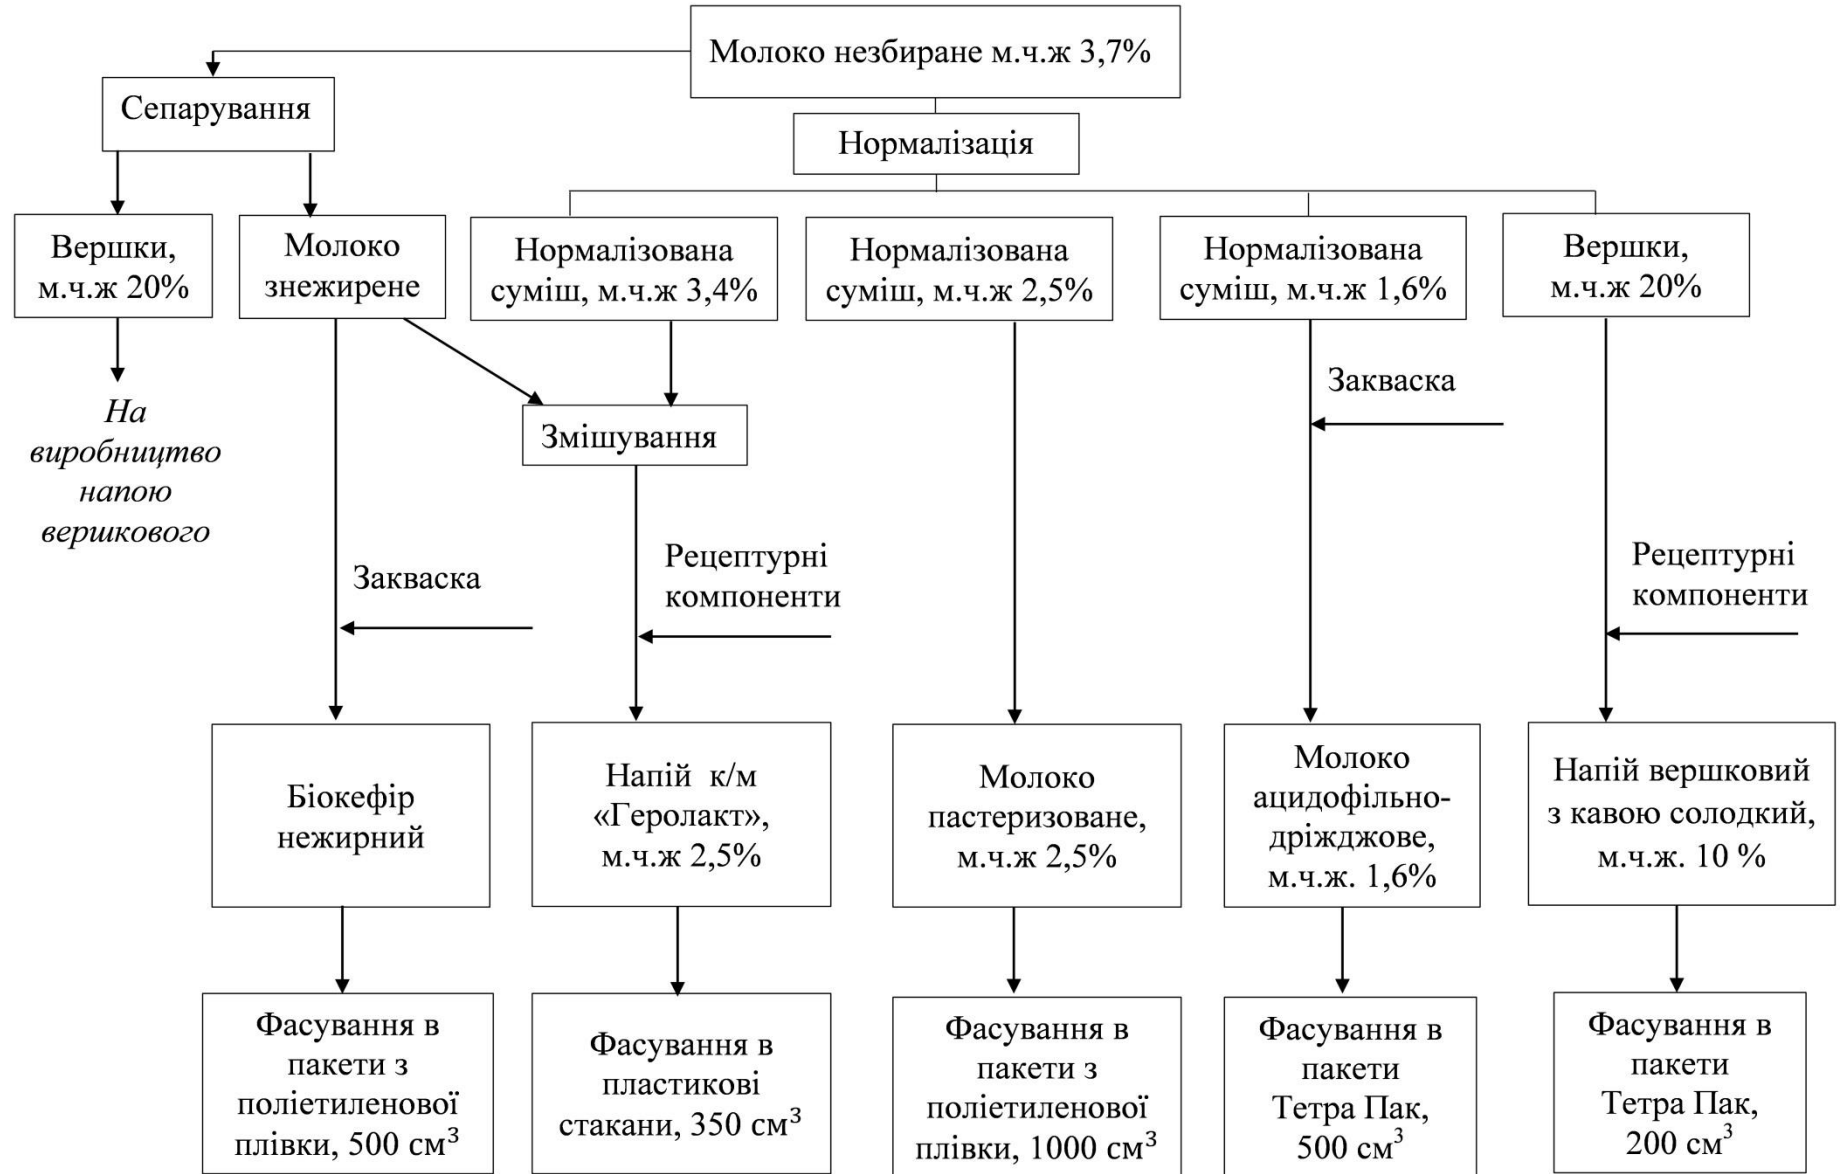 Молоко незбиране м.ч.ж 3,7%
Сепарування
Нормалізація
Вершки,
м.ч.ж 20%
Молоко
знежирене
Нормалізована
суміш, м.ч.ж 3,4%
Нормалізована
суміш, м.ч.ж 2,5%
Нормалізована
суміш, м.ч.ж 1,6%
Вершки,
м.ч.ж 20%
На
виробництво
напою
вершкового
Змішування
Закваска
Закваска
Рецептурні
компоненти
Рецептурні
компоненти
Біокефір
нежирний
Напій к/м
«Геролакт»,
м.ч.ж 2,5%
Молоко
пастеризоване,
м.ч.ж 2,5%
Молоко
ацидофільно-
дріжджове,
м.ч.ж. 1,6%
Напій вершковий
з кавою солодкий,
м.ч.ж. 10 %
Фасування в
пакети з
поліетиленової
плівки, 500 см³
Фасування в
пластикові
стакани, 350 см³
Фасування в
пакети з
поліетиленової
плівки, 1000 см³
Фасування в
пакети
Тетра Пак,
500 см³
Фасування в
пакети
Тетра Пак,
200 см³